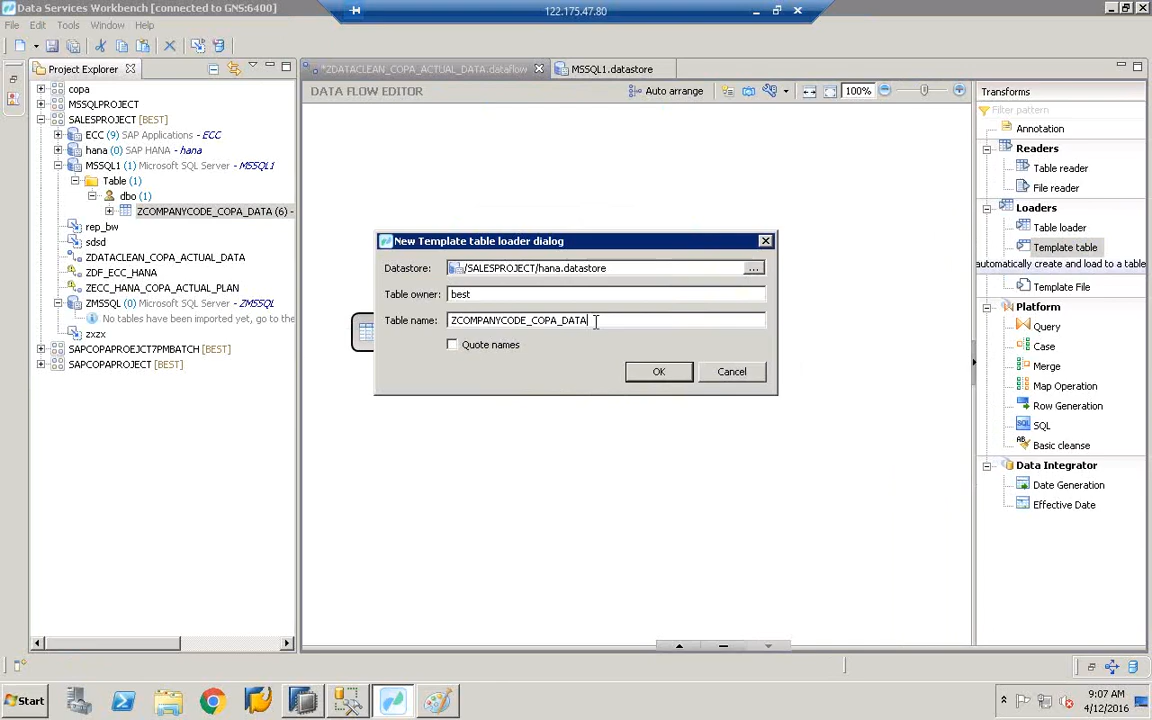 Data Services Workbench [connected to GNS:6400]
122.175.47.80
File Edit Tools Window Help
Project Explorer
*ZDATACLEAN_COPA_ACTUAL_DATA.dataflow
MSSQL1.datastore
DATA FLOW EDITOR
Auto arrange
100%
copa
MSSQLPROJECT
SALESPROJECT [BEST]
ECC (9) SAP Applications - ECC
hana (0) SAP HANA - hana
MSSQL1 (1) Microsoft SQL Server - MSSQL1
Table (1)
dbo (1)
ZCOMPANYCODE_COPA_DATA (6) -
rep_bw
sdsd
ZDATACLEAN_COPA_ACTUAL_DATA
ZDF_ECC_HANA
ZECC_HANA_COPA_ACTUAL_PLAN
ZMSSQL (0) Microsoft SQL Server - ZMSSQL
No tables have been imported yet, go to the
zxzx
SAPCOPAPROEJCT7PMBATCH [BEST]
SAPCOPAPROJECT [BEST]
New Template table loader dialog
Datastore: /SALESPROJECT/hana.datastore ...
Table owner: best
Table name: ZCOMPANYCODE_COPA_DATA
Quote names
OK Cancel
Transforms
Filter pattern
Annotation
Readers
Table reader
File reader
Loaders
Table loader
Template table
automatically create and load to a table
Template File
Platform
Query
Case
Merge
Map Operation
Row Generation
SQL
Basic cleanse
Data Integrator
Date Generation
Effective Date
Start
9:07 AM
4/12/2016